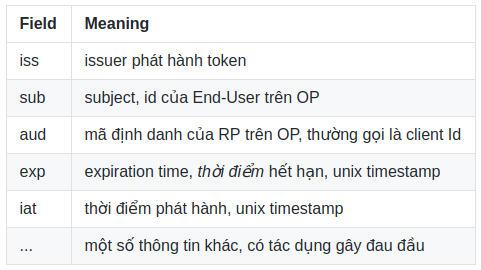 Field Meaning
iss issuer phát hành token
sub subject, id của End-User trên OP
aud mã định danh của RP trên OP, thường gọi là client Id
exp expiration time, thời điểm hết hạn, unix timestamp
iat thời điểm phát hành, unix timestamp
... một số thông tin khác, có tác dụng gây đau đầu